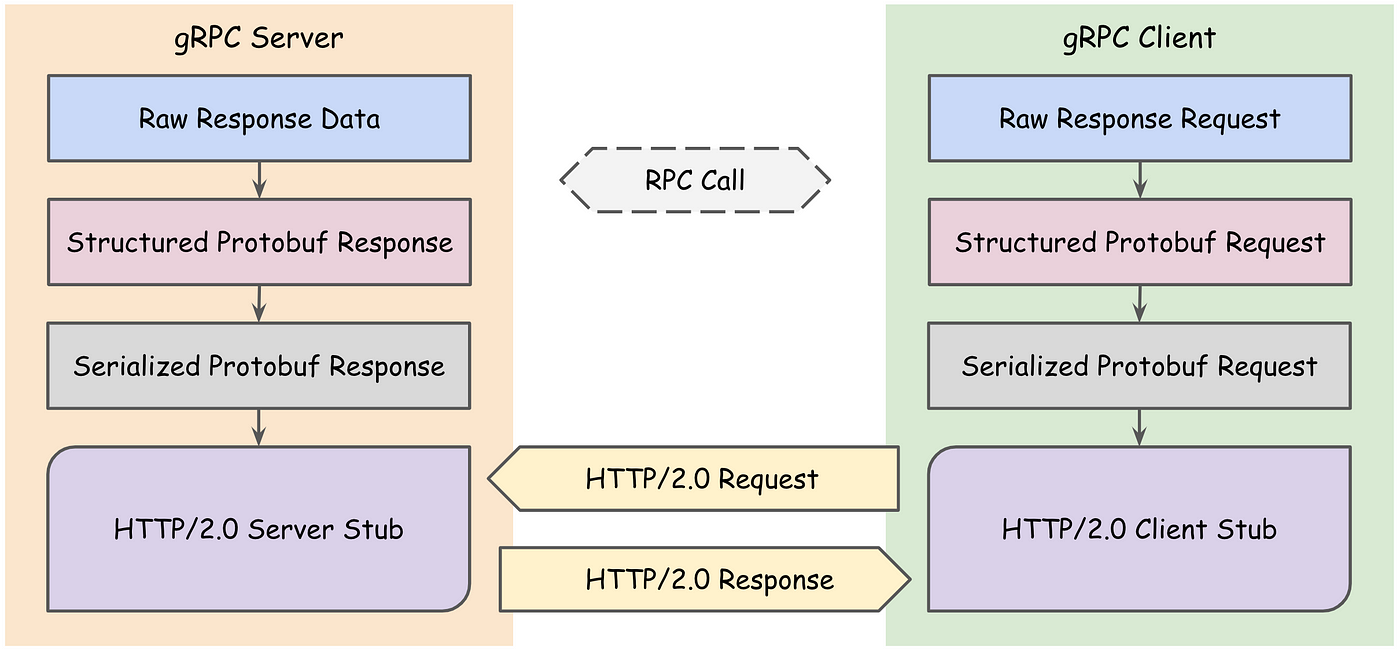 gRPC Server
Raw Response Data
Structured Protobuf Response
Serialized Protobuf Response
HTTP/2.0 Server Stub
RPC Call
HTTP/2.0 Request
HTTP/2.0 Response
gRPC Client
Raw Response Request
Structured Protobuf Request
Serialized Protobuf Request
HTTP/2.0 Client Stub